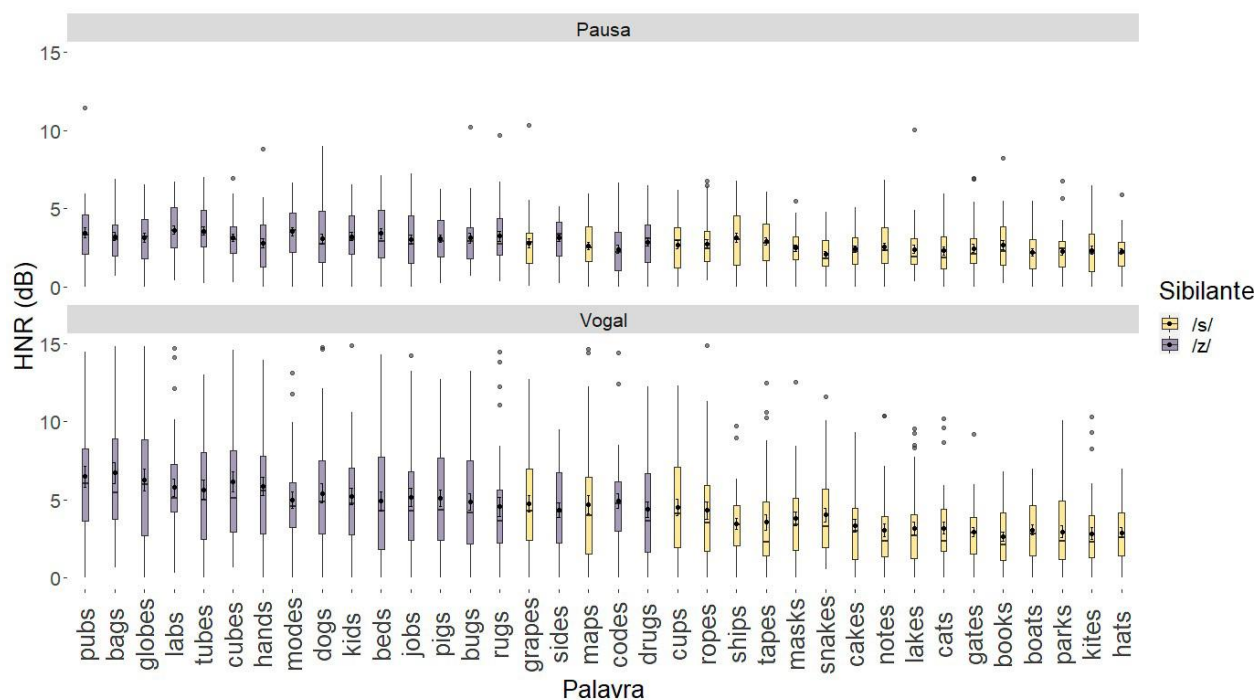 Pausa
15
10
5
0
Vogal
15
10
5
0
HNR (dB)
pubs
bags
globes
labs
tubes
cubes
hands
modes
dogs
kids
beds
jobs
pigs
bugs
rugs
grapes
sides
maps
codes
drugs
cups
ropes
ships
tapes
masks
snakes
cakes
notes
lakes
cats
gates
books
boats
parks
kites
hats
Palavra
Sibilante
/s/
/z/